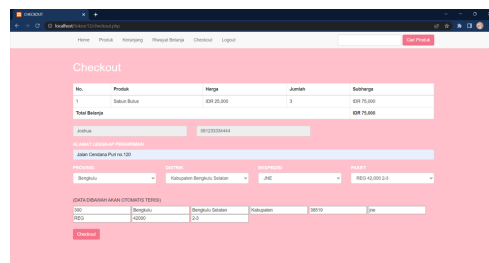 CHECKOUT
localhost/tokoo/12/checkout.php
Home Produk Keranjang Riwayat Belanja Checkout Logout Cari Produk
Checkout
No. Produk Harga Jumlah Subharga
1 Sabun Bulus IDR 25,000 3 IDR 75,000
Total Belanja IDR 75,000
Joshua
ALAMAT LENGKAP PENGIRIMAN
Jalan Cendana Puri no.120
PROVINSI DISTRIK EKSPEDISI PAKET
Bengkulu Kabupaten Bengkulu Selatan JNE REG 42,000 2-3
(DATA DIBAWAH AKAN OTOMATIS TERISI)
300 Bengkulu Bengkulu Selatan Kabupaten 38519 jne
REG 42000 2-3
Checkout